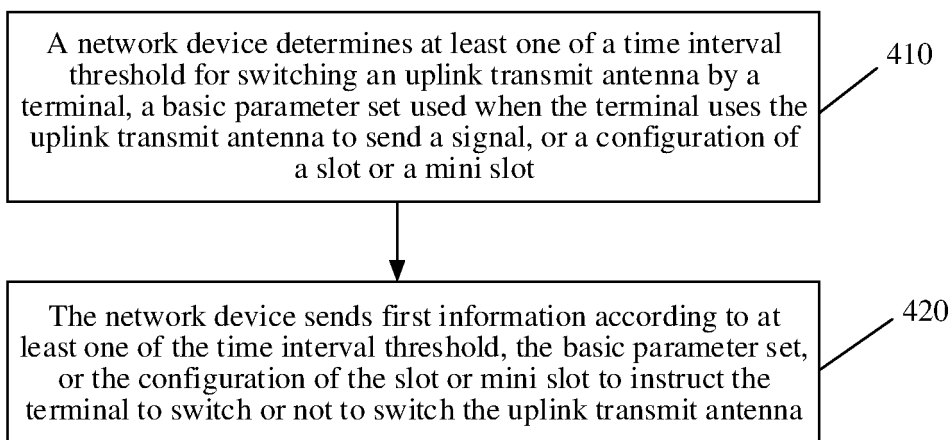 A network device determines at least one of a time interval
threshold for switching an uplink transmit antenna by a
terminal, a basic parameter set used when the terminal uses the
uplink transmit antenna to send a signal, or a configuration of
a slot or a mini slot
410
The network device sends first information according to at
least one of the time interval threshold, the basic parameter set,
or the configuration of the slot or mini slot to instruct the
terminal to switch or not to switch the uplink transmit antenna
420